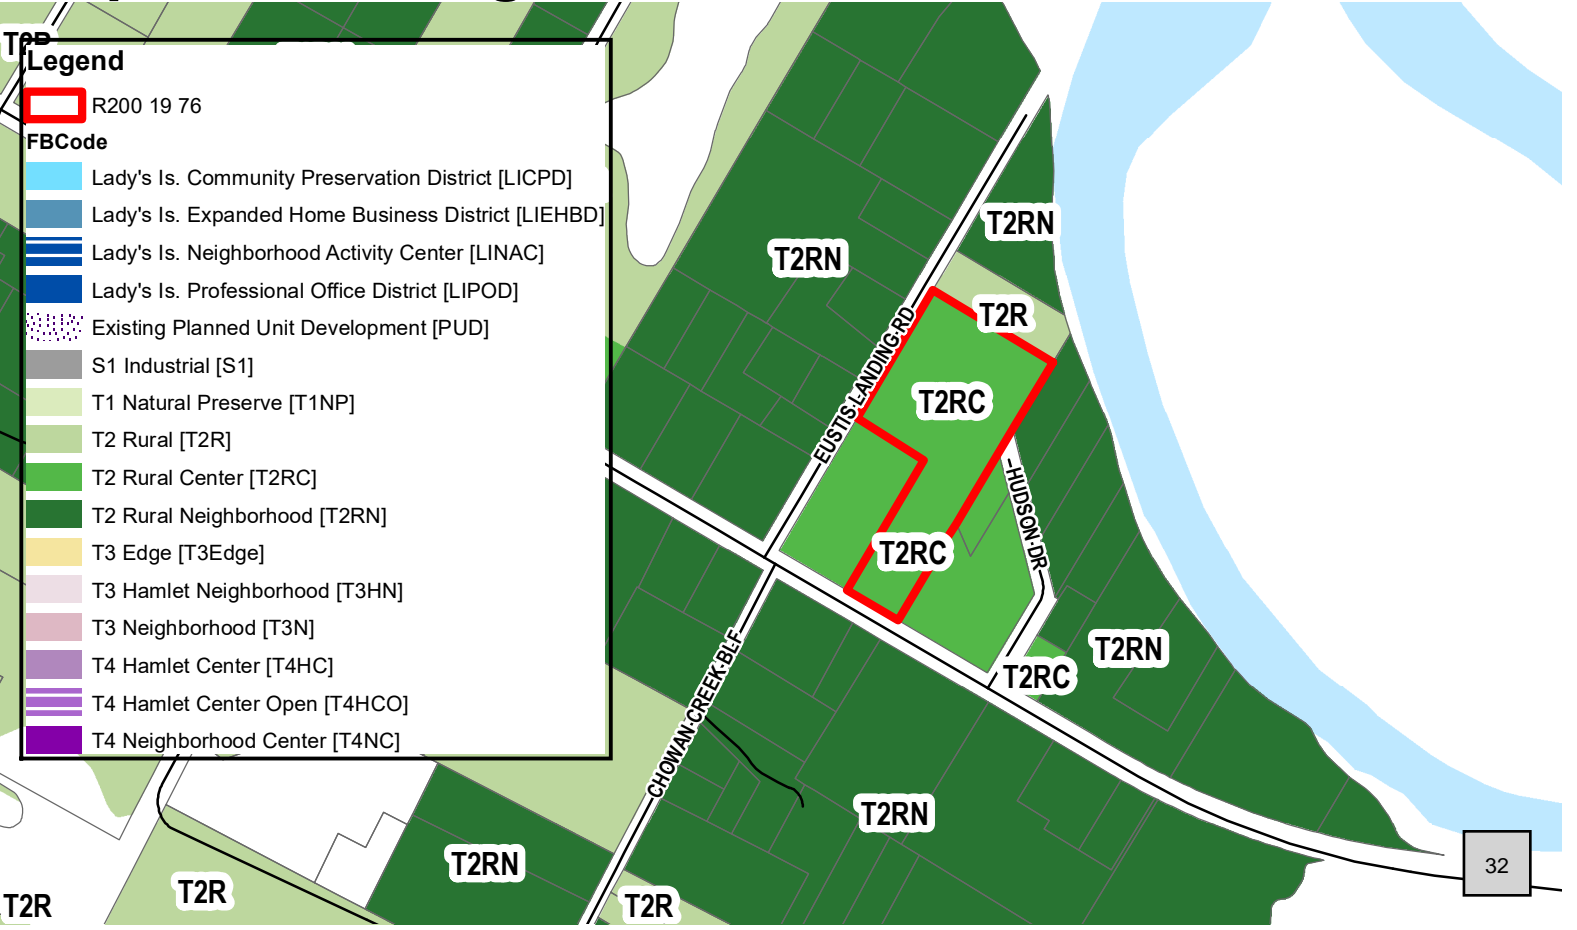 Legend
R200 19 76
FBCode
Lady's Is. Community Preservation District [LICPD]
Lady's Is. Expanded Home Business District [LIEHBD]
Lady's Is. Neighborhood Activity Center [LINAC]
Lady's Is. Professional Office District [LIPOD]
Existing Planned Unit Development [PUD]
S1 Industrial [S1]
T1 Natural Preserve [T1NP]
T2 Rural [T2R]
T2 Rural Center [T2RC]
T2 Rural Neighborhood [T2RN]
T3 Edge [T3Edge]
T3 Hamlet Neighborhood [T3HN]
T3 Neighborhood [T3N]
T4 Hamlet Center [T4HC]
T4 Hamlet Center Open [T4HCO]
T4 Neighborhood Center [T4NC]
T2RN
T2RN
T2R
EUSTIS LANDING RD
T2RC
HUDSON DR
T2RC
T2RN
T2RC
CHOWAN CREEK BLF
T2RN
T2RN
32
T2R
T2R
T2R